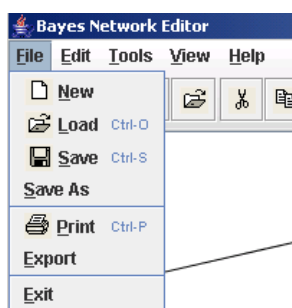 Bayes Network Editor
File Edit Tools View Help
New
Load Ctrl-O
Save Ctrl-S
Save As
Print Ctrl-P
Export
Exit